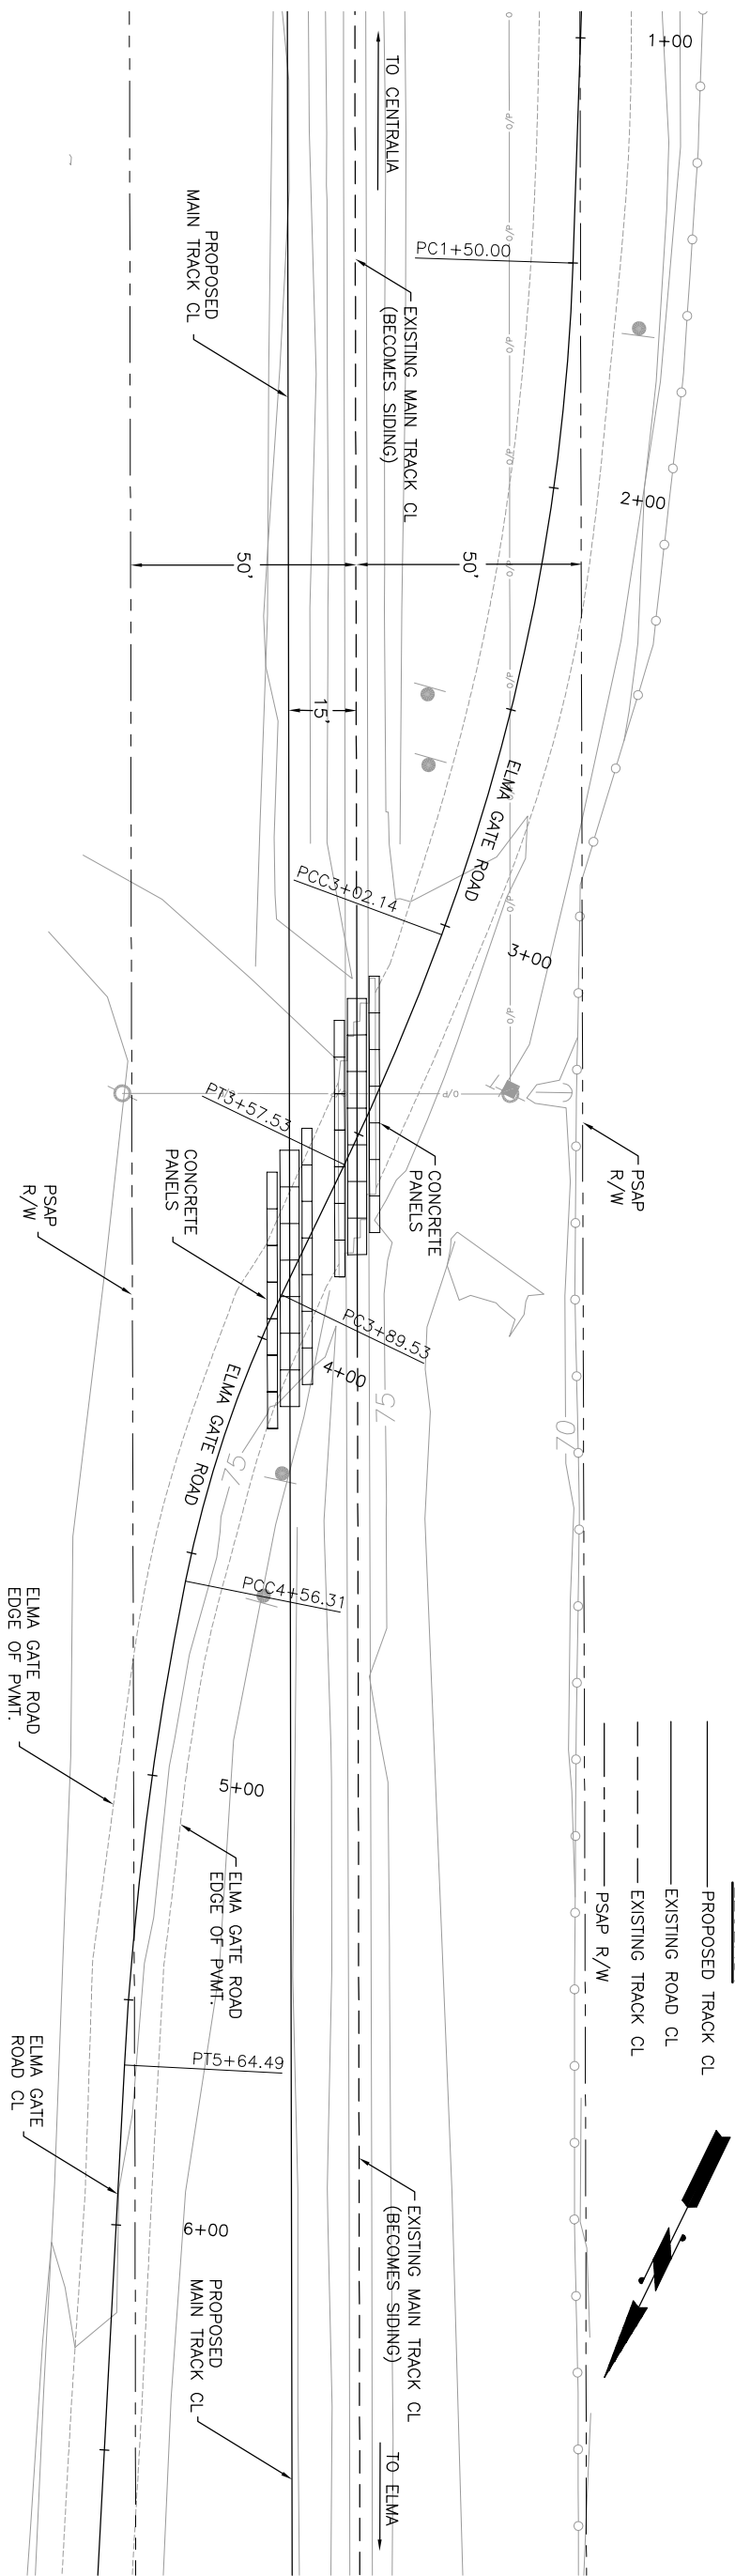 1+00
TO CENTRALIA
PROPOSED
MAIN TRACK CL
PC1+50.00
EXISTING MAIN TRACK CL
(BECOMES SIDING)
2+00
50'
50'
15'
ELMA GATE ROAD
PCC3+02.14
3+00
PT3+57.53
CONCRETE
PANELS
CONCRETE
PANELS
PSAP
R/W
PSAP
R/W
PC3+89.53
4+00
75
70
75
ELMA GATE ROAD
PCC4+56.31
ELMA GATE ROAD
EDGE OF PVMT.
5+00
ELMA GATE ROAD
EDGE OF PVMT.
PROPOSED TRACK CL
EXISTING ROAD CL
EXISTING TRACK CL
PSAP R/W
PT5+64.49
ELMA GATE
ROAD CL
6+00
EXISTING MAIN TRACK CL
(BECOMES SIDING)
PROPOSED
MAIN TRACK CL
TO ELMA